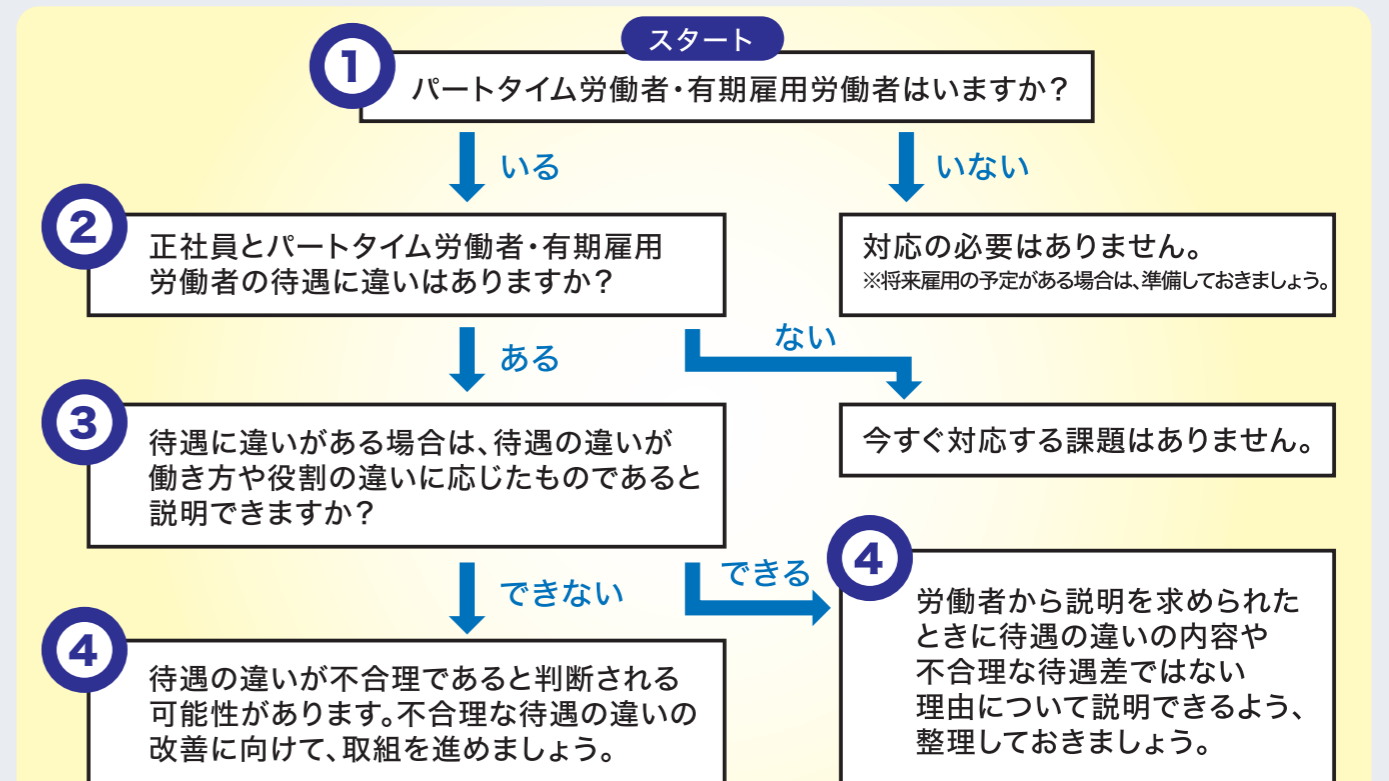 スタート
1
パートタイム労働者・有期雇用労働者はいますか？
いる
いない
2
正社員とパートタイム労働者・有期雇用
労働者の待遇に違いはありますか？
対応の必要はありません。
※将来雇用の予定がある場合は、準備しておきましょう。
ある
ない
3
待遇に違いがある場合は、待遇の違いが
働き方や役割の違いに応じたものであると
説明できますか？
今すぐ対応する課題はありません。
できない
できる
4
待遇の違いが不合理であると判断される
可能性があります。不合理な待遇の違いの
改善に向けて、取組を進めましょう。
4
労働者から説明を求められた
ときに待遇の違いの内容や
不合理な待遇差ではない
理由について説明できるよう、
整理しておきましょう。